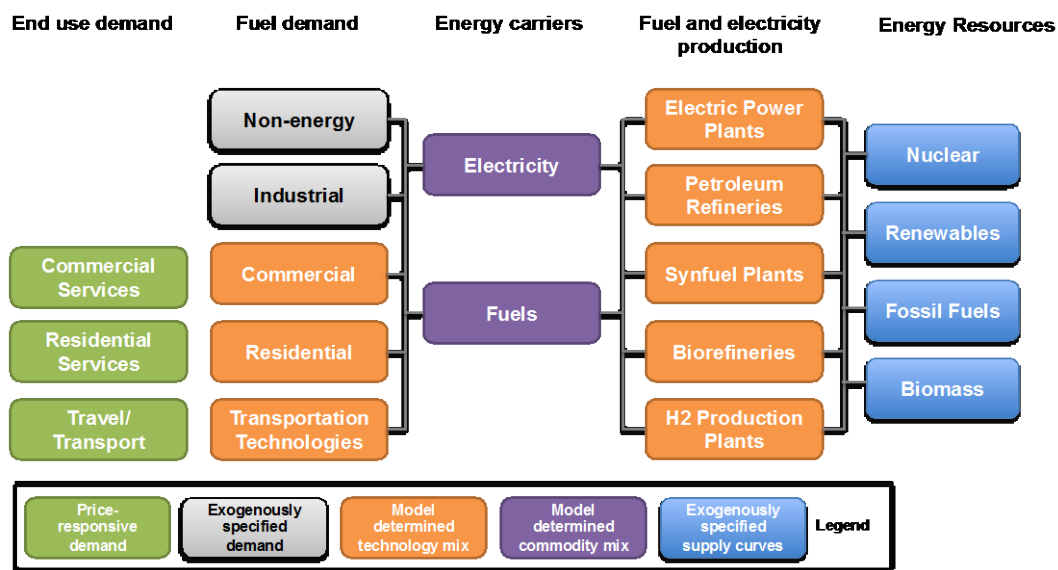 End use demand
Fuel demand
Energy carriers
Fuel and electricity
production
Energy Resources
Non-energy
Industrial
Commercial
Services
Commercial
Residential
Services
Residential
Travel/
Transport
Transportation
Technologies
Electricity
Fuels
Electric Power
Plants
Petroleum
Refineries
Synfuel Plants
Biorefineries
H2 Production
Plants
Nuclear
Renewables
Fossil Fuels
Biomass
Price-
responsive
demand
Exogenously
specified
demand
Model
determined
technology mix
Model
determined
commodity mix
Exogenously
specified
supply curves
Legend